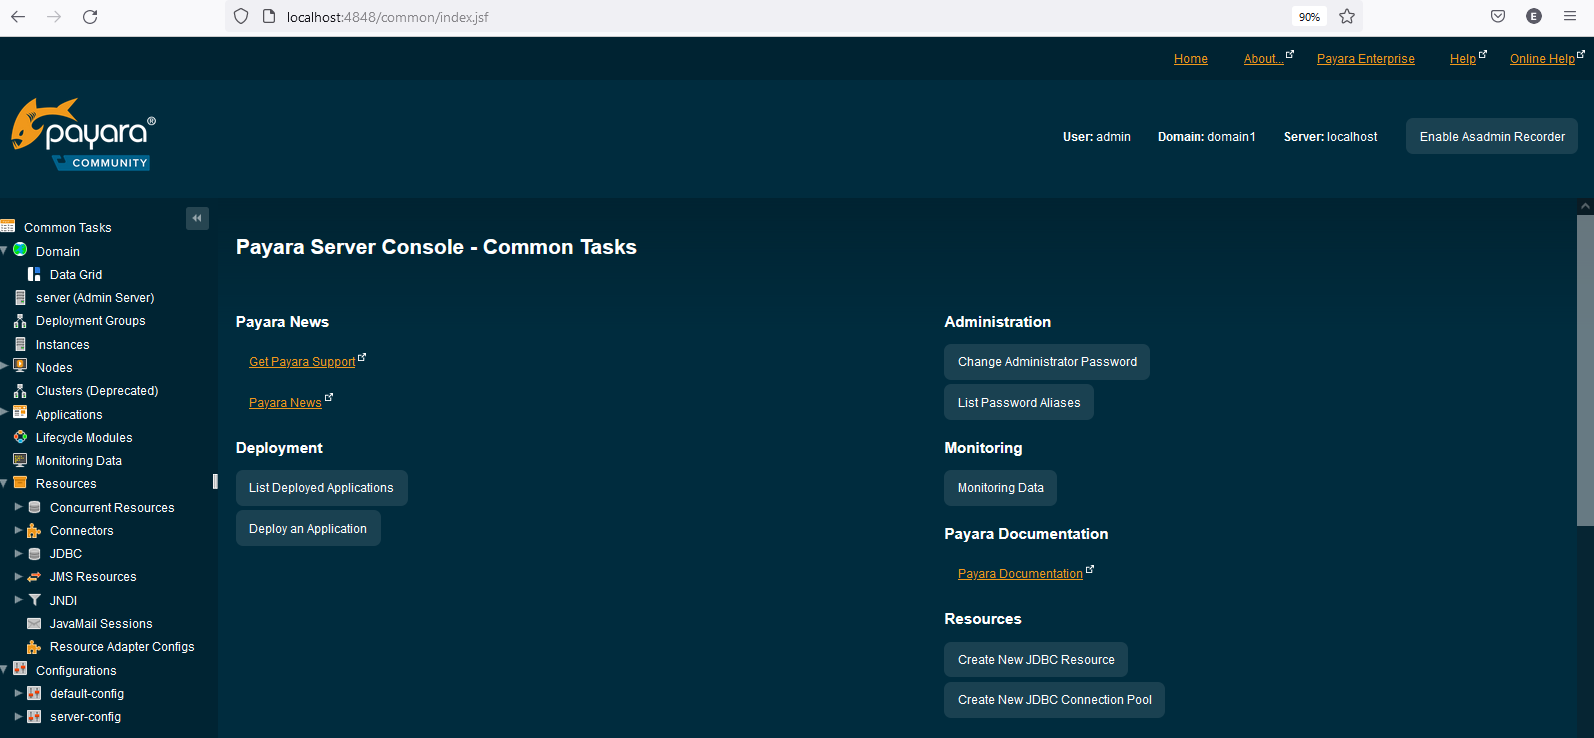 localhost:4848/common/index.jsf
90%
E
Home
About...
Payara Enterprise
Help
Online Help
payara®
COMMUNITY
User: admin
Domain: domain1
Server: localhost
Enable Asadmin Recorder
Common Tasks
Domain
Data Grid
server (Admin Server)
Deployment Groups
Instances
Nodes
Clusters (Deprecated)
Applications
Lifecycle Modules
Monitoring Data
Resources
Concurrent Resources
Connectors
JDBC
JMS Resources
JNDI
JavaMail Sessions
Resource Adapter Configs
Configurations
default-config
server-config
Payara Server Console - Common Tasks
Payara News
Get Payara Support
Payara News
Deployment
List Deployed Applications
Deploy an Application
Administration
Change Administrator Password
List Password Aliases
Monitoring
Monitoring Data
Payara Documentation
Payara Documentation
Resources
Create New JDBC Resource
Create New JDBC Connection Pool